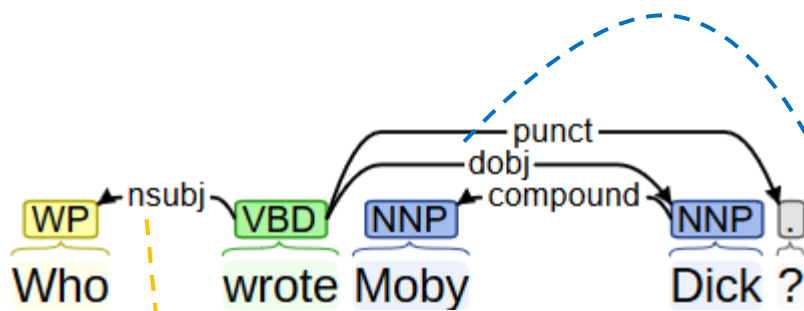 punct
dobj
nsubj compound
WP VBD NNP NNP .
Who wrote Moby Dick ?